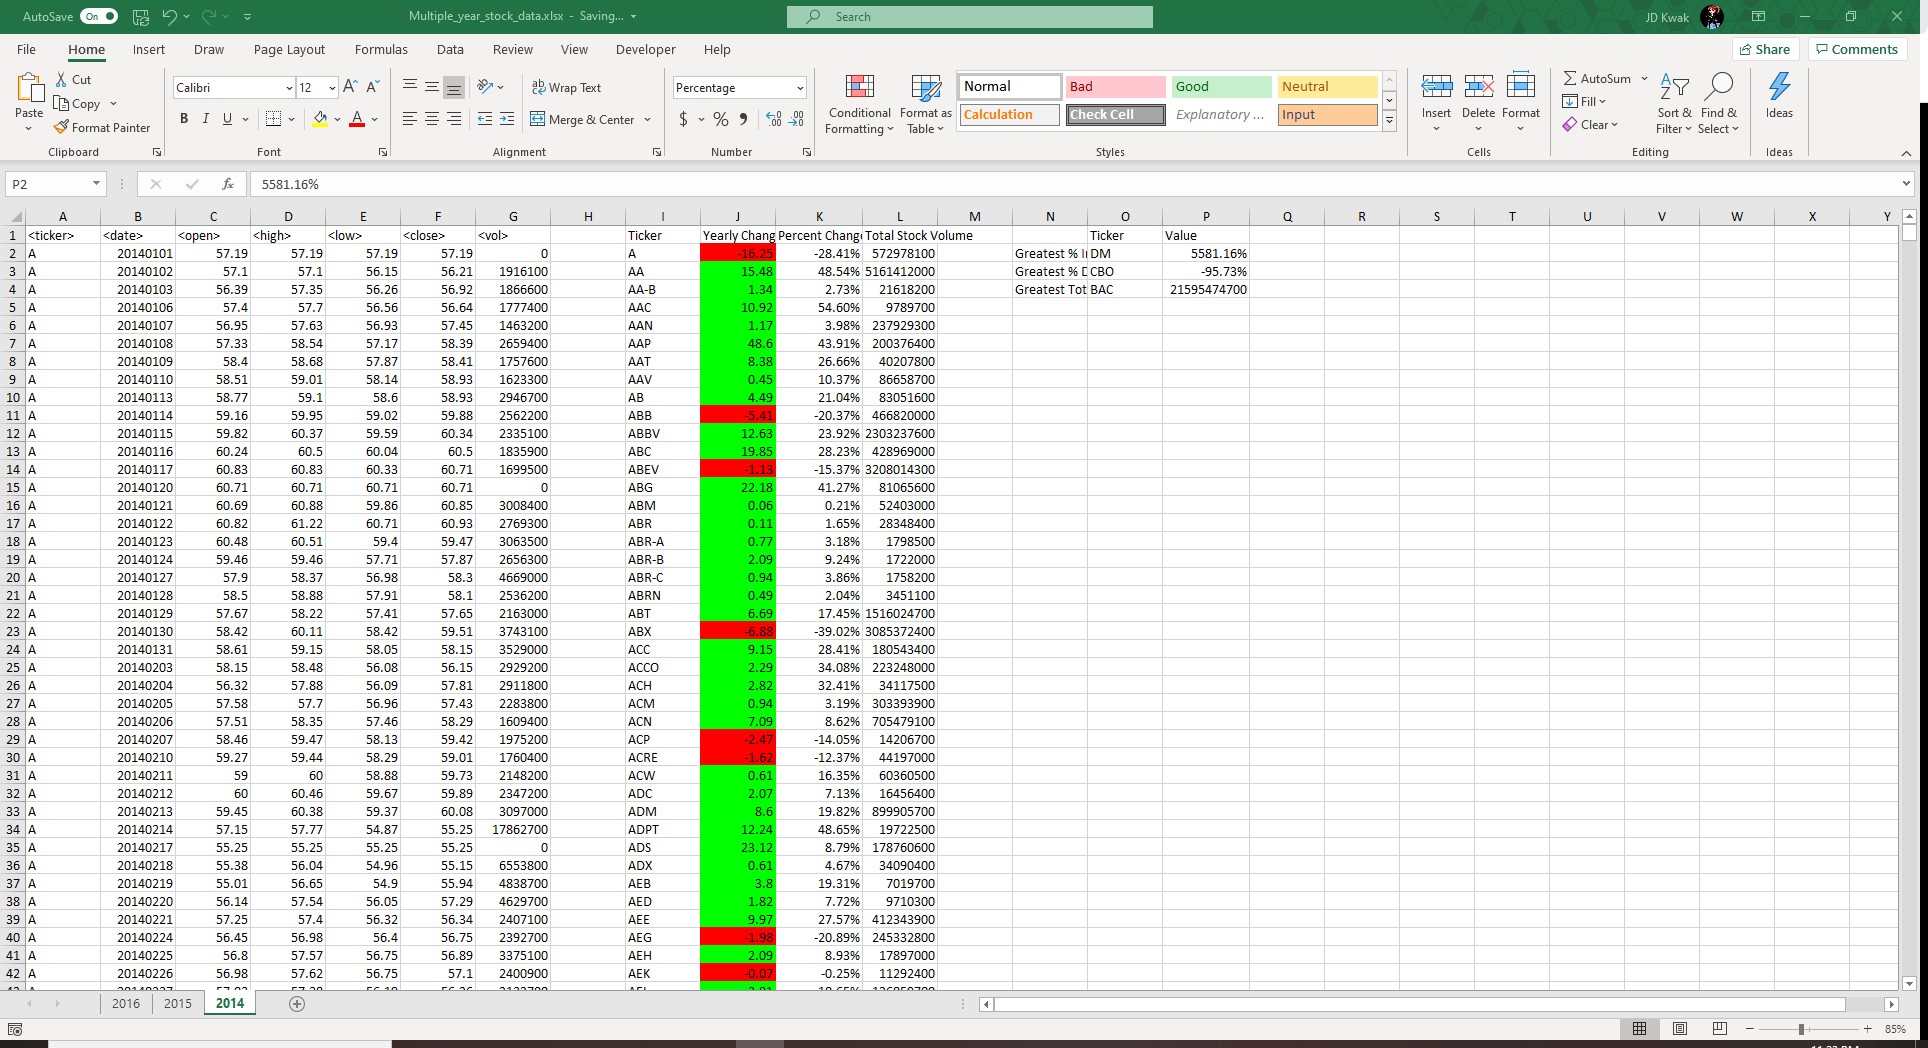 AutoSave On Multiple_year_stock_data.xlsx - Saving... Search JD Kwak
File Home Insert Draw Page Layout Formulas Data Review View Developer Help Share Comments
Cut Calibri 12 Wrap Text Percentage Normal Bad Good Neutral AutoSum
Paste Copy Conditional Formatting Format as Table Insert Delete Format Fill Sort & Filter Find & Select Ideas
Format Painter B I U Merge & Center $ % Calculation Check Cell Explanatory ... Input Clear
Clipboard Font Alignment Number Styles Cells Editing Ideas
P2 fx 5581.16%
A B C D E F G H I J K L M N O P Q R S T U V W X Y
1 <ticker> <date> <open> <high> <low> <close> <vol> Ticker Yearly Chang Percent Change Total Stock Volume Ticker Value
2 A 20140101 57.19 57.19 57.19 57.19 0 A -16.25 -28.41% 572978100 Greatest % I DM 5581.16%
3 A 20140102 57.1 57.1 56.15 56.21 1916100 AA 15.48 48.54% 5161412000 Greatest % D CBO -95.73%
4 A 20140103 56.39 57.35 56.26 56.92 1866600 AA-B 1.34 2.73% 21618200 Greatest Tot BAC 21595474700
5 A 20140106 57.4 57.7 56.56 56.64 1777400 AAC 10.92 54.60% 9789700
6 A 20140107 56.95 57.63 56.93 57.45 1463200 AAN 1.17 3.98% 237929300
7 A 20140108 57.33 58.54 57.17 58.39 2659400 AAP 48.6 43.91% 200376400
8 A 20140109 58.4 58.68 57.87 58.41 1757600 AAT 8.38 26.66% 40207800
9 A 20140110 58.51 59.01 58.14 58.93 1623300 AAV 0.45 10.37% 86658700
10 A 20140113 58.77 59.1 58.6 58.93 2946700 AB 4.49 21.04% 83051600
11 A 20140114 59.16 59.95 59.02 59.88 2562200 ABB -5.41 -20.37% 466820000
12 A 20140115 59.82 60.37 59.59 60.34 2335100 ABBV 12.63 23.92% 2303237600
13 A 20140116 60.24 60.5 60.04 60.5 1835900 ABC 19.85 28.23% 428969000
14 A 20140117 60.83 60.83 60.33 60.71 1699500 ABEV -1.13 -15.37% 3208014300
15 A 20140120 60.71 60.71 60.71 60.71 0 ABG 22.18 41.27% 81065600
16 A 20140121 60.69 60.88 59.86 60.85 3008400 ABM 0.06 0.21% 52403000
17 A 20140122 60.82 61.22 60.71 60.93 2769300 ABR 0.11 1.65% 28348400
18 A 20140123 60.48 60.51 59.4 59.47 3063500 ABR-A 0.77 3.18% 1798500
19 A 20140124 59.46 59.46 57.71 57.87 2656300 ABR-B 2.09 9.24% 1722000
20 A 20140127 57.9 58.37 56.98 58.3 4669000 ABR-C 0.94 3.86% 1758200
21 A 20140128 58.5 58.88 57.91 58.1 2536200 ABRN 0.49 2.04% 3451100
22 A 20140129 57.67 58.22 57.41 57.65 2163000 ABT 6.69 17.45% 1516024700
23 A 20140130 58.42 60.11 58.42 59.51 3743100 ABX -6.88 -39.02% 3085372400
24 A 20140131 58.61 59.15 58.05 58.15 3529000 ACC 9.15 28.41% 180543400
25 A 20140203 58.15 58.48 56.08 56.15 2929200 ACCO 2.29 34.08% 223248000
26 A 20140204 56.32 57.88 56.09 57.81 2911800 ACH 2.82 32.41% 34117500
27 A 20140205 57.58 57.7 56.96 57.43 2283800 ACM 0.94 3.19% 303393900
28 A 20140206 57.51 58.35 57.46 58.29 1609400 ACN 7.09 8.62% 705479100
29 A 20140207 58.46 59.47 58.13 59.42 1975200 ACP -2.47 -14.05% 14206700
30 A 20140210 59.27 59.44 58.29 59.01 1760400 ACRE -1.62 -12.37% 44197000
31 A 20140211 59 60 58.88 59.73 2148200 ACW 0.61 16.35% 60360500
32 A 20140212 60 60.46 59.67 59.89 2347200 ADC 2.07 7.13% 16456400
33 A 20140213 59.45 60.38 59.37 60.08 3097000 ADM 8.6 19.82% 899905700
34 A 20140214 57.15 57.77 54.87 55.25 17862700 ADPT 12.24 48.65% 19722500
35 A 20140217 55.25 55.25 55.25 55.25 0 ADS 23.12 8.79% 178760600
36 A 20140218 55.38 56.04 54.96 55.15 6553800 ADX 0.61 4.67% 34090400
37 A 20140219 55.01 56.65 54.9 55.94 4838700 AEB 3.8 19.31% 7019700
38 A 20140220 56.14 57.54 56.05 57.29 4629700 AED 1.82 7.72% 9710300
39 A 20140221 57.25 57.4 56.32 56.34 2407100 AEE 9.97 27.57% 412343900
40 A 20140224 56.45 56.98 56.4 56.75 2392700 AEG -1.98 -20.89% 245332800
41 A 20140225 56.8 57.57 56.75 56.89 3375100 AEH 2.09 8.93% 17897000
42 A 20140226 56.98 57.62 56.75 57.1 2400900 AEK -0.07 -0.25% 11292400
2016 2015 2014
85%